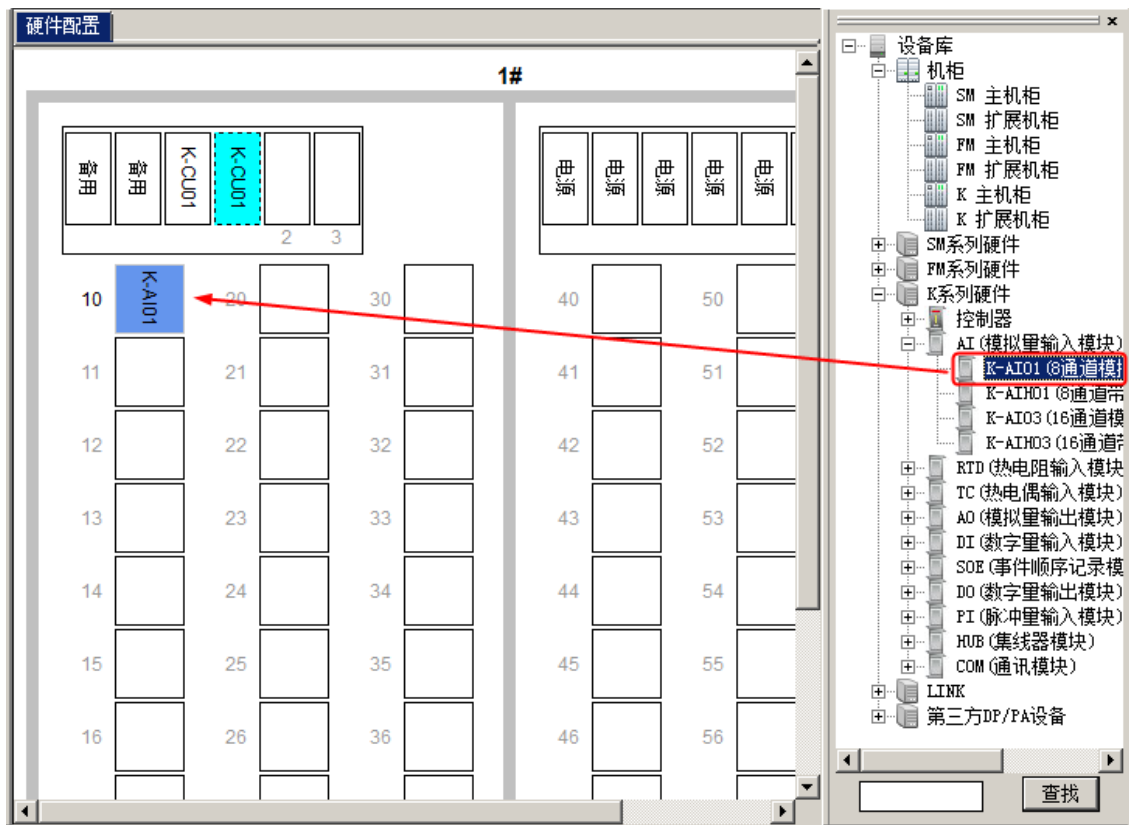 硬件配置
1#
备用 备用 K-CU01 K-CU01
2 3
电源 电源 电源 电源 电源
10 K-AI01 20 30 40 50
11 21 31 41 51
12 22 32 42 52
13 23 33 43 53
14 24 34 44 54
15 25 35 45 55
16 26 36 46 56
设备库
机柜
SM 主机柜
SM 扩展机柜
FM 主机柜
FM 扩展机柜
K 主机柜
K 扩展机柜
SM系列硬件
FM系列硬件
K系列硬件
控制器
AI(模拟量输入模块)
K-AI01(8通道模拟
K-AIH01(8通道带
K-AI03(16通道模
K-AIH03(16通道带
RTD(热电阻输入模块
TC(热电偶输入模块)
AO(模拟量输出模块)
DI(数字量输入模块)
SOE(事件顺序记录模
DO(数字量输出模块)
PI(脉冲量输入模块)
HUB(集线器模块)
COM(通讯模块)
LINK
第三方DP/PA设备
查找